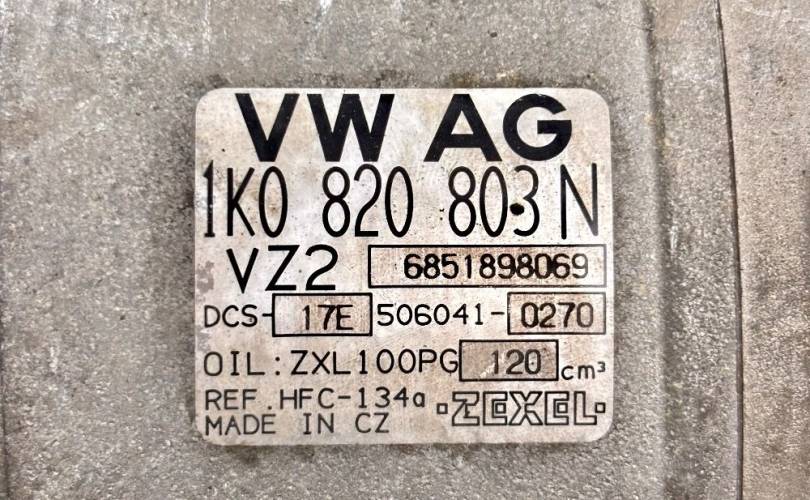 VW AG
1K0 820 803 N
VZ2 6851898069
DCS-17E 506041-0270
OIL:ZXL100PG 120 cm³
REF.HFC-134a ZEXEL
MADE IN CZ